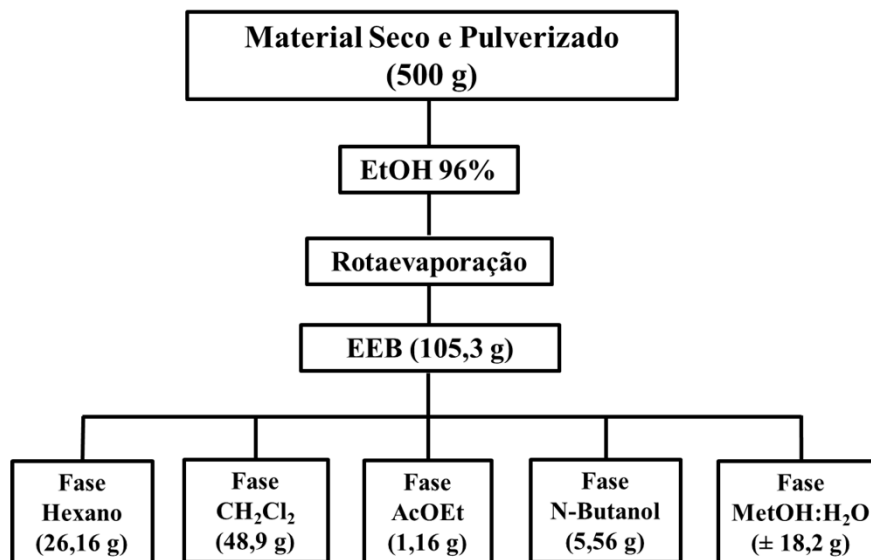 Material Seco e Pulverizado
(500 g)
EtOH 96%
Rotaevaporação
EEB (105,3 g)
Fase
Hexano
(26,16 g)
Fase
CH₂Cl₂
(48,9 g)
Fase
AcOEt
(1,16 g)
Fase
N-Butanol
(5,56 g)
Fase
MetOH:H₂O
(± 18,2 g)